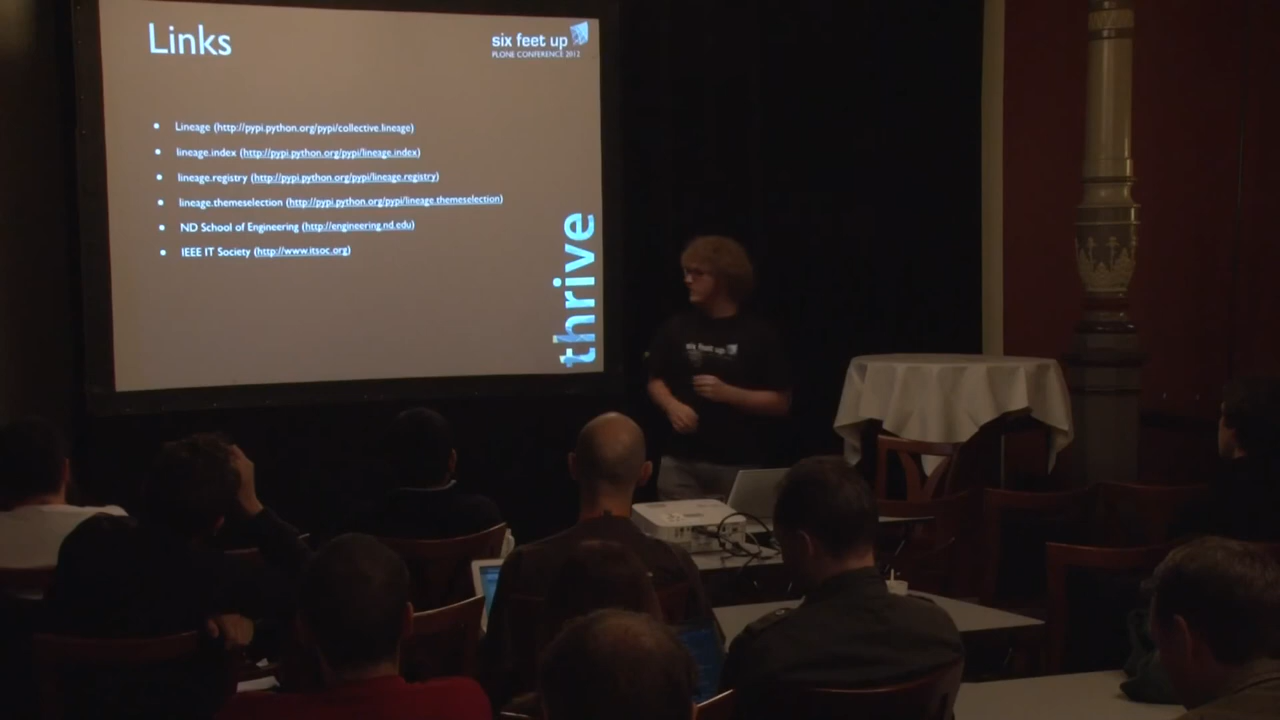 Links
six feet up
PLONE CONFERENCE 2012
• Lineage (http://pypi.python.org/pypi/collective.lineage)
• lineage.index (http://pypi.python.org/pypi/lineage.index)
• lineage.registry (http://pypi.python.org/pypi/lineage.registry)
• lineage.themeselection (http://pypi.python.org/pypi/lineage.themeselection)
• ND School of Engineering (http://engineering.nd.edu)
• IEEE IT Society (http://www.itsoc.org)
thrive
six feet up